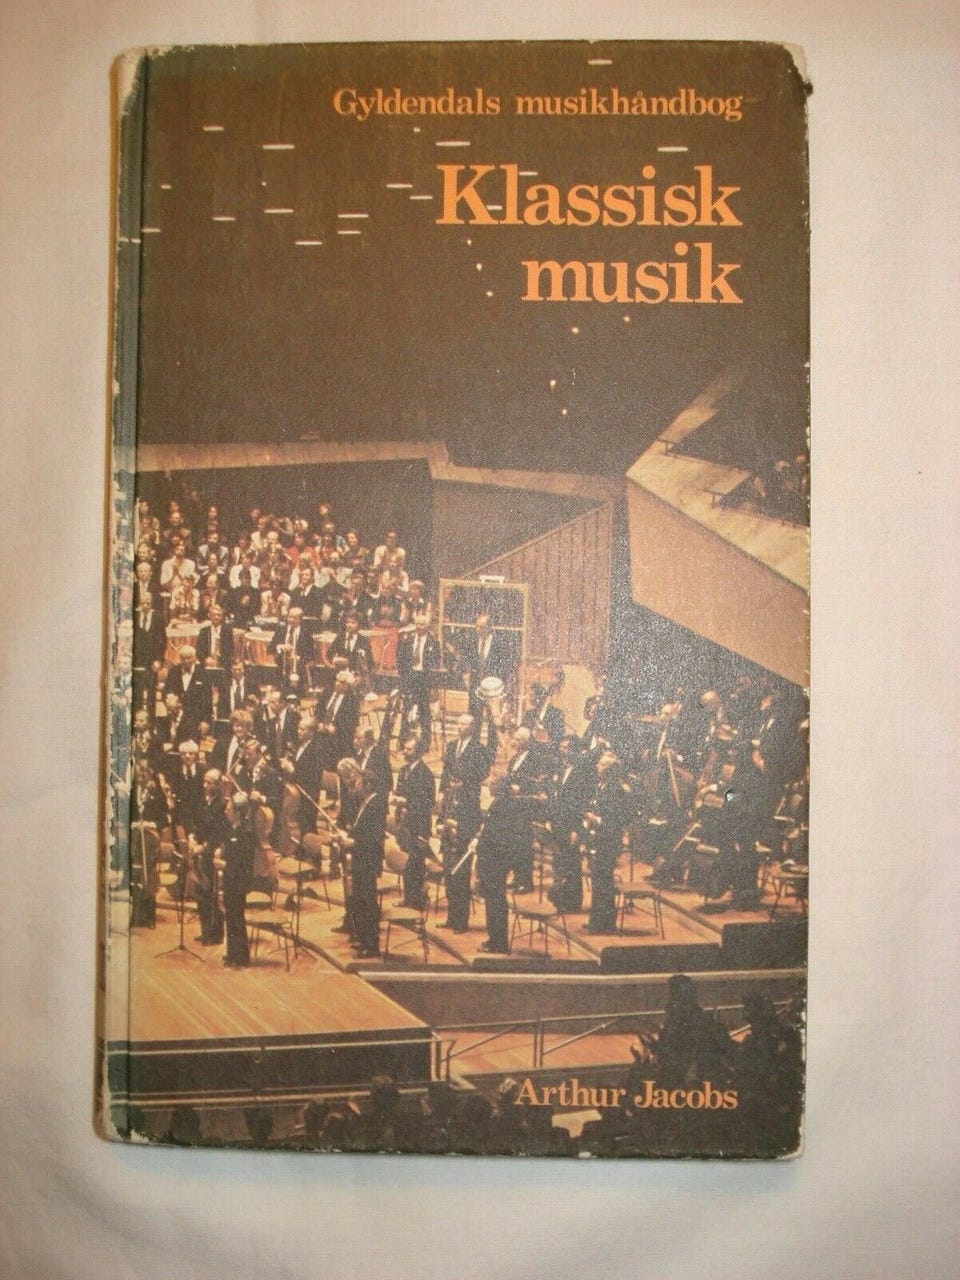 Gyldendals musikhåndbog
Klassisk
musik
Arthur Jacobs